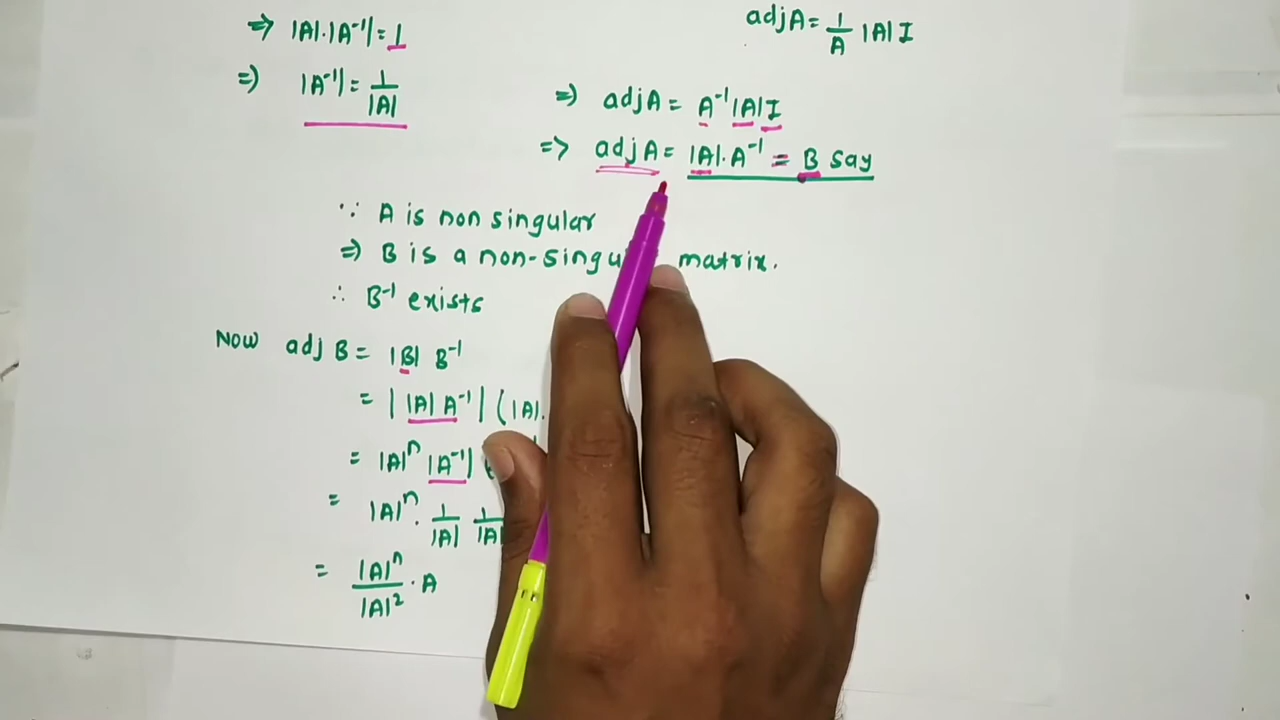 ⇒ |A|.|A⁻¹| = 1
adjA = 1/A |A| I
⇒ |A⁻¹| = 1/|A|
⇒ adjA = A⁻¹|A| I
⇒ adjA = |A|.A⁻¹ = B say
∵ A is non singular
⇒ B is a non-singu matrix.
∴ B⁻¹ exists
Now adj B = |B| B⁻¹
= | |A| A⁻¹ | (|A|.
= |A|ⁿ |A⁻¹|
= |A|ⁿ . 1/|A| 1/|A|
= |A|ⁿ/|A|² . A